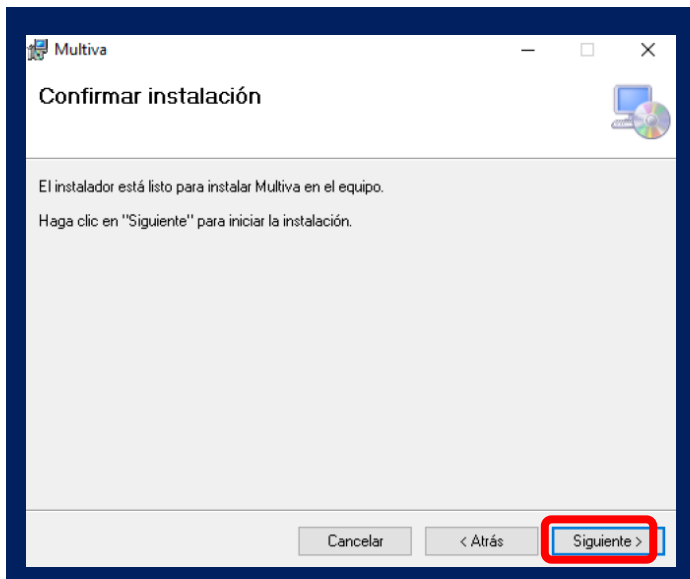 Multiva
Confirmar instalación
El instalador está listo para instalar Multiva en el equipo.
Haga clic en "Siguiente" para iniciar la instalación.
Cancelar
< Atrás
Siguiente >